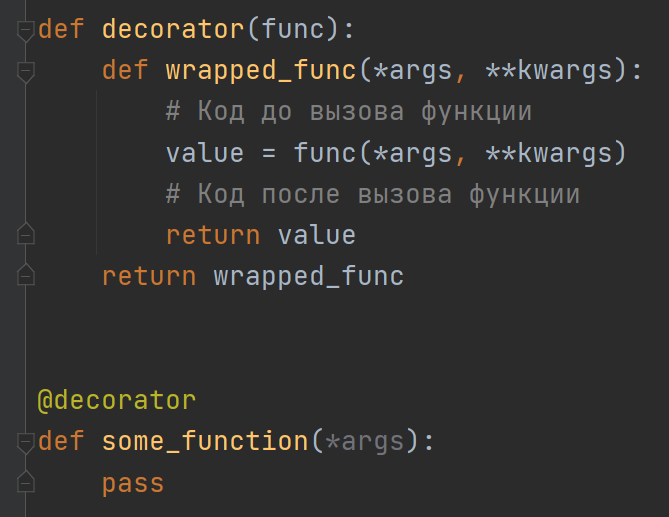 def decorator(func):
    def wrapped_func(*args, **kwargs):
        # Код до вызова функции
        value = func(*args, **kwargs)
        # Код после вызова функции
        return value
    return wrapped_func
@decorator
def some_function(*args):
    pass